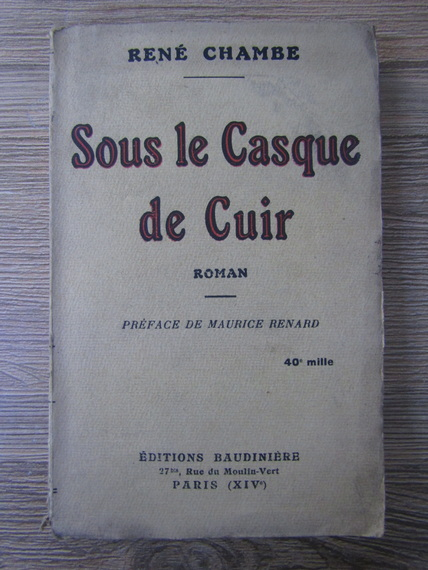 RENÉ CHAMBE
Sous le Casque
de Cuir
ROMAN
PRÉFACE DE MAURICE RENARD
40e mille
ÉDITIONS BAUDINIÈRE
27bis, Rue du Moulin-Vert
PARIS (XIVe)